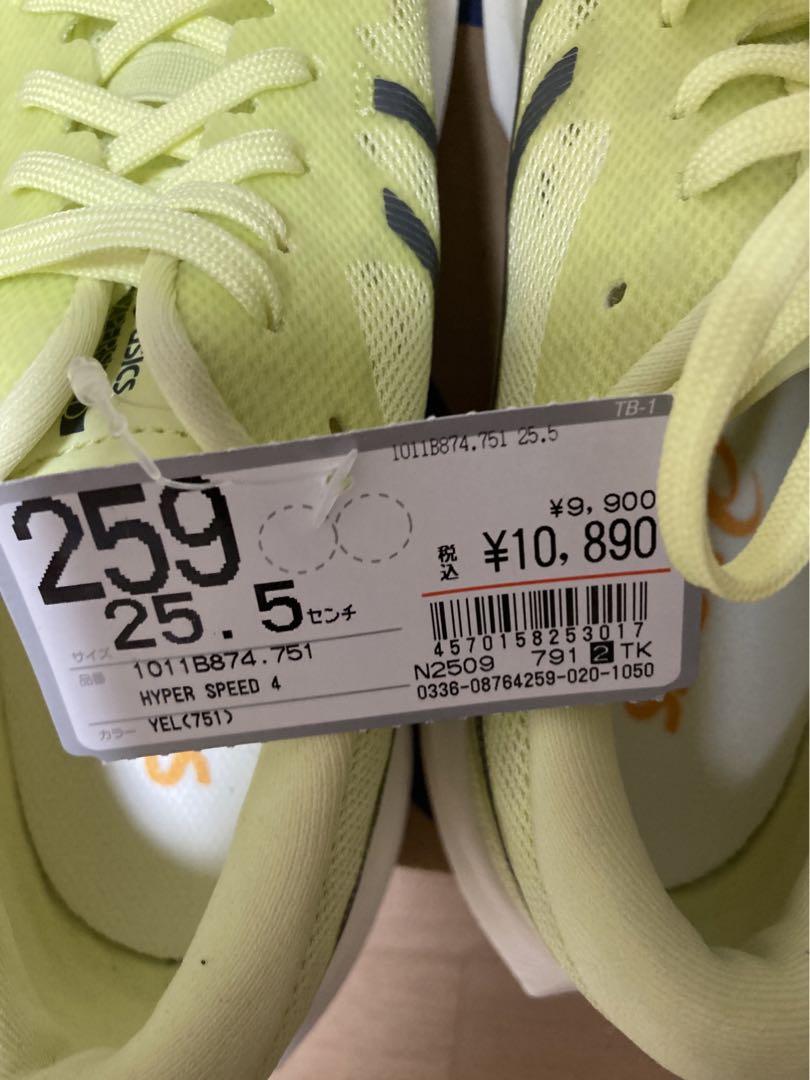 asics
TB-1
1011B874.751 25.5
259
¥9,900
税込 ¥10,890
25.5センチ
サイズ
4570158253017
品番 1011B874.751
N2509 791 2 TK
HYPER SPEED 4
0336-08764259-020-1050
カラー YEL(751)